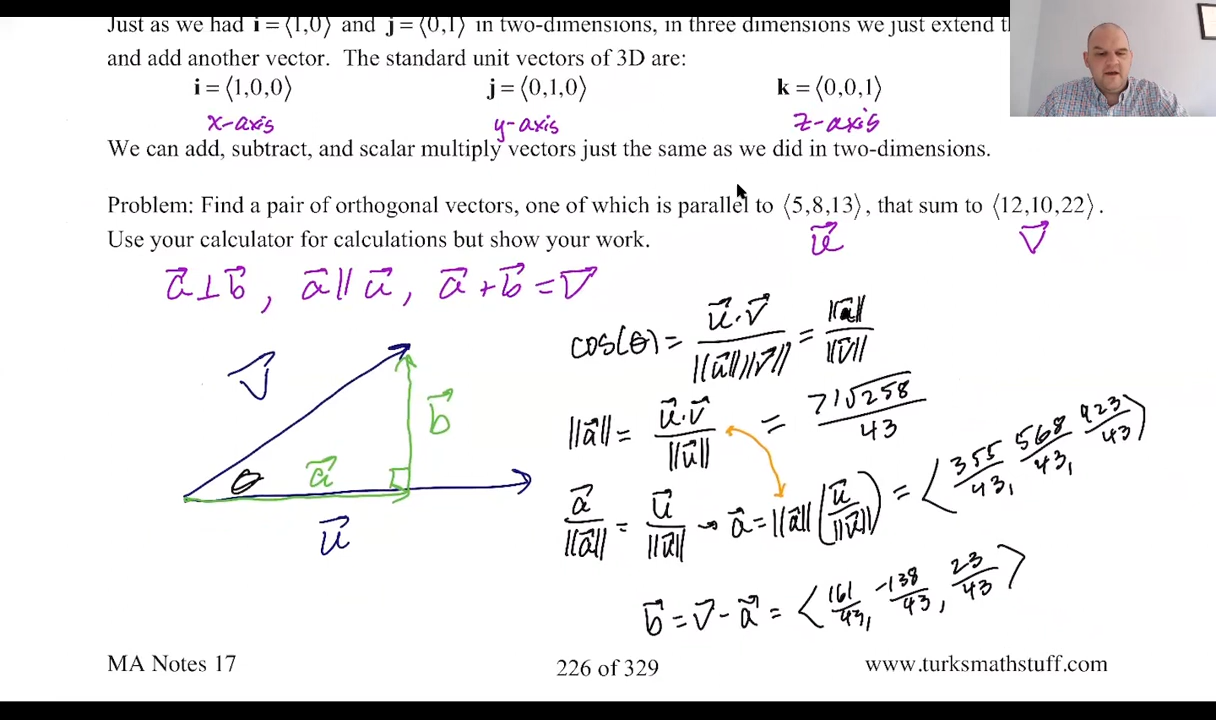 Just as we had i = ⟨1,0⟩ and j = ⟨0,1⟩ in two-dimensions, in three dimensions we just extend
and add another vector. The standard unit vectors of 3D are:
i = ⟨1,0,0⟩ j = ⟨0,1,0⟩ k = ⟨0,0,1⟩
x-axis y-axis z-axis
We can add, subtract, and scalar multiply vectors just the same as we did in two-dimensions.
Problem: Find a pair of orthogonal vectors, one of which is parallel to ⟨5,8,13⟩, that sum to ⟨12,10,22⟩.
u⃗ v⃗
Use your calculator for calculations but show your work.
a⃗ ⊥ b⃗, a⃗ ∥ u⃗, a⃗ + b⃗ = v⃗
cos(θ) = u⃗·v⃗ / ||u⃗|| ||v⃗|| = ||a⃗|| / ||v⃗||
v⃗
b⃗
θ a⃗
u⃗
||a⃗|| = u⃗·v⃗ / ||u⃗|| = 71√258 / 43
a⃗ / ||a⃗|| = u⃗ / ||u⃗|| → a⃗ = ||a⃗|| (u⃗ / ||u⃗||) = ⟨355/43, 568/43, 923/43⟩
b⃗ = v⃗ - a⃗ = ⟨161/43, -138/43, 23/43⟩
MA Notes 17 226 of 329 www.turksmathstuff.com